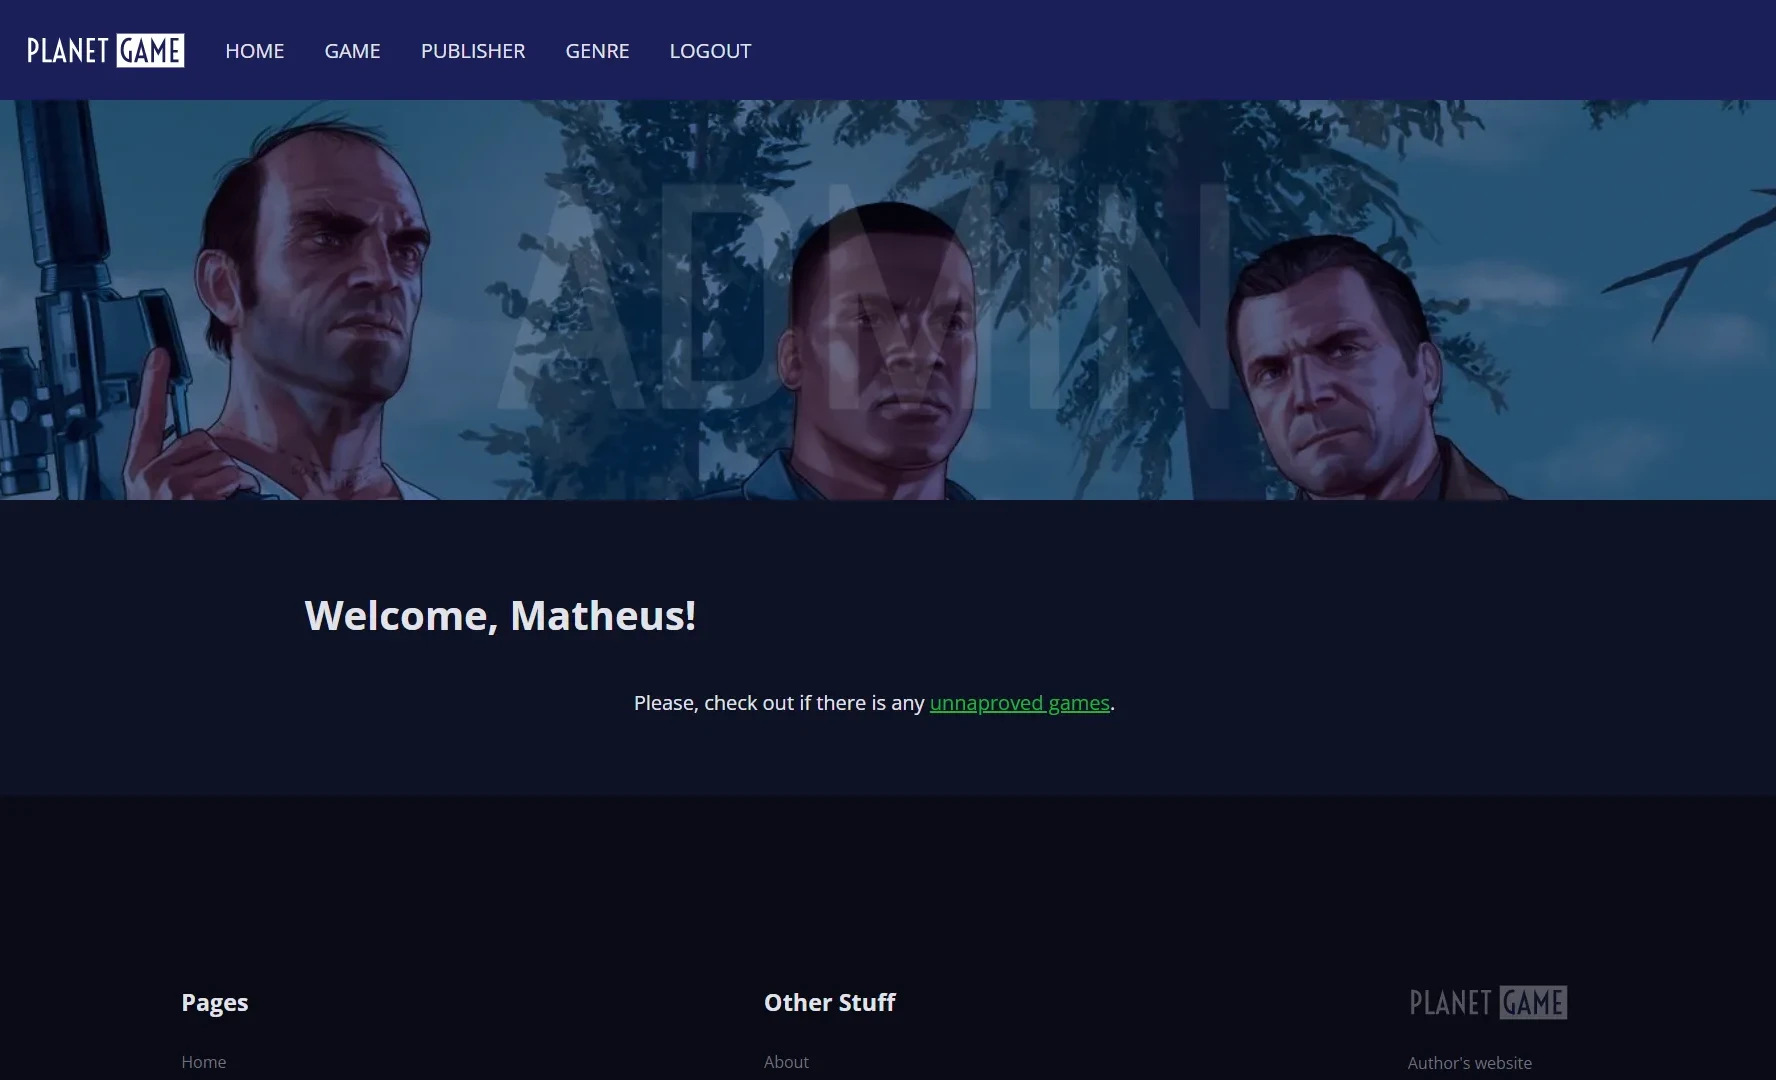 PLANET GAME HOME GAME PUBLISHER GENRE LOGOUT
ADMIN
Welcome, Matheus!
Please, check out if there is any unnaproved games.
Pages
Home
Other Stuff
About
PLANET GAME
Author's website